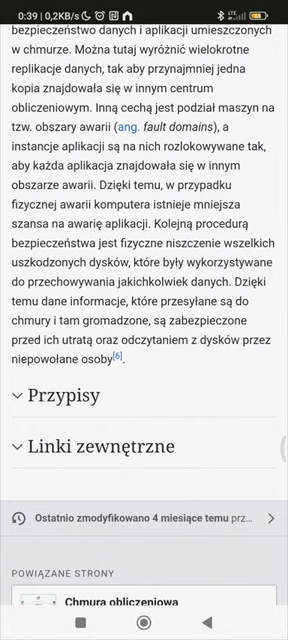 0:39 | 0,2KB/s
LTE
bezpieczeństwo danych i aplikacji umieszczonych
w chmurze. Można tutaj wyróżnić wielokrotne
replikacje danych, tak aby przynajmniej jedna
kopia znajdowała się w innym centrum
obliczeniowym. Inną cechą jest podział maszyn na
tzw. obszary awarii (ang. fault domains), a
instancje aplikacji są na nich rozlokowywane tak,
aby każda aplikacja znajdowała się w innym
obszarze awarii. Dzięki temu, w przypadku
fizycznej awarii komputera istnieje mniejsza
szansa na awarię aplikacji. Kolejną procedurą
bezpieczeństwa jest fizyczne niszczenie wszelkich
uszkodzonych dysków, które były wykorzystywane
do przechowywania jakichkolwiek danych. Dzięki
temu dane informacje, które przesyłane są do
chmury i tam gromadzone, są zabezpieczone
przed ich utratą oraz odczytaniem z dysków przez
niepowołane osoby[6].
Przypisy
Linki zewnętrzne
Ostatnio zmodyfikowano 4 miesiące temu prz...
POWIĄZANE STRONY
Chmura obliczeniowa